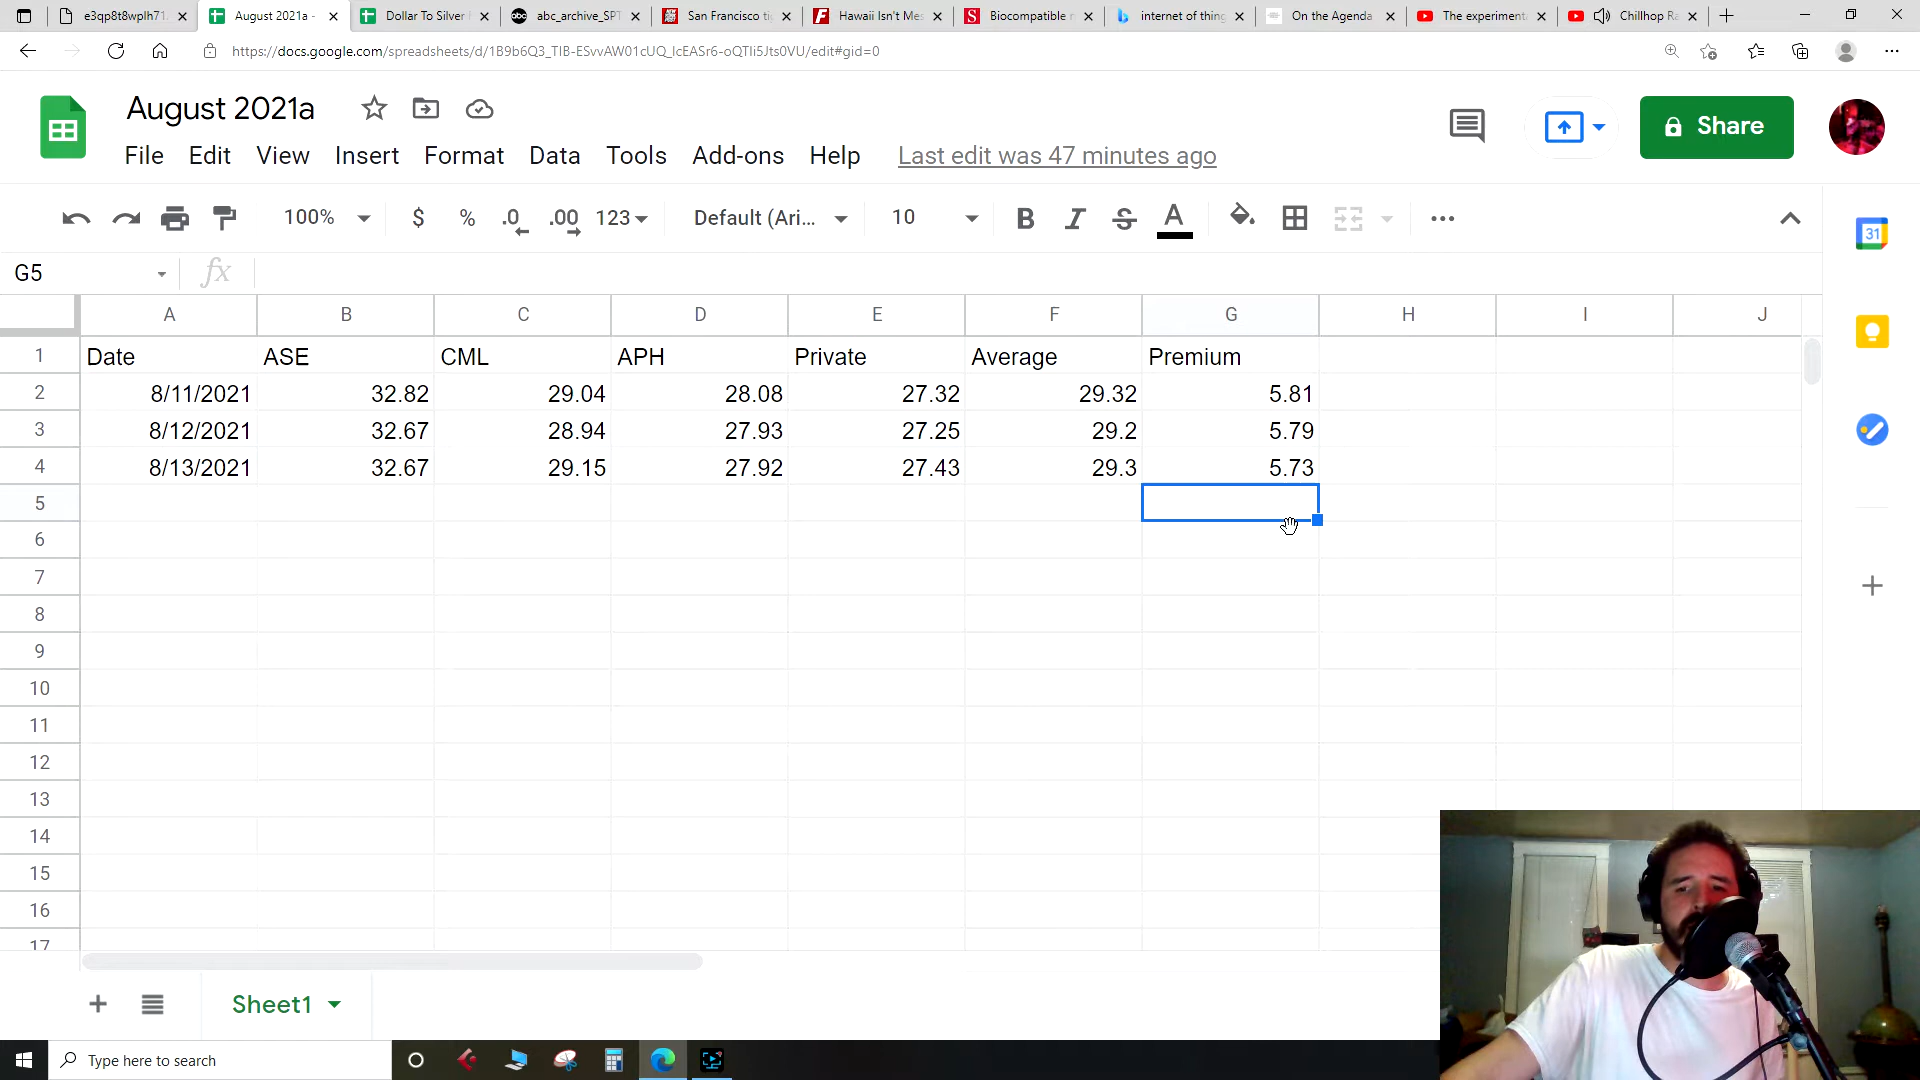 e3qp8t8wplh71. August 2021a - Dollar To Silver abc_archive_SPT San Francisco ti Hawaii Isn't Me Biocompatible internet of thing On the Agenda The experiment Chillhop Ra
https://docs.google.com/spreadsheets/d/1B9b6Q3_TIB-ESvvAW01cUQ_IcEASr6-oQTIi5Jts0VU/edit#gid=0
August 2021a
Share
File Edit View Insert Format Data Tools Add-ons Help Last edit was 47 minutes ago
100% $ % .0 .00 123 Default (Ari... 10 B I S A
31
G5 fx
A B C D E F G H I J
1 Date ASE CML APH Private Average Premium
2 8/11/2021 32.82 29.04 28.08 27.32 29.32 5.81
3 8/12/2021 32.67 28.94 27.93 27.25 29.2 5.79
4 8/13/2021 32.67 29.15 27.92 27.43 29.3 5.73
5
6
7
8
9
10
11
12
13
14
15
16
17
Sheet1
Type here to search